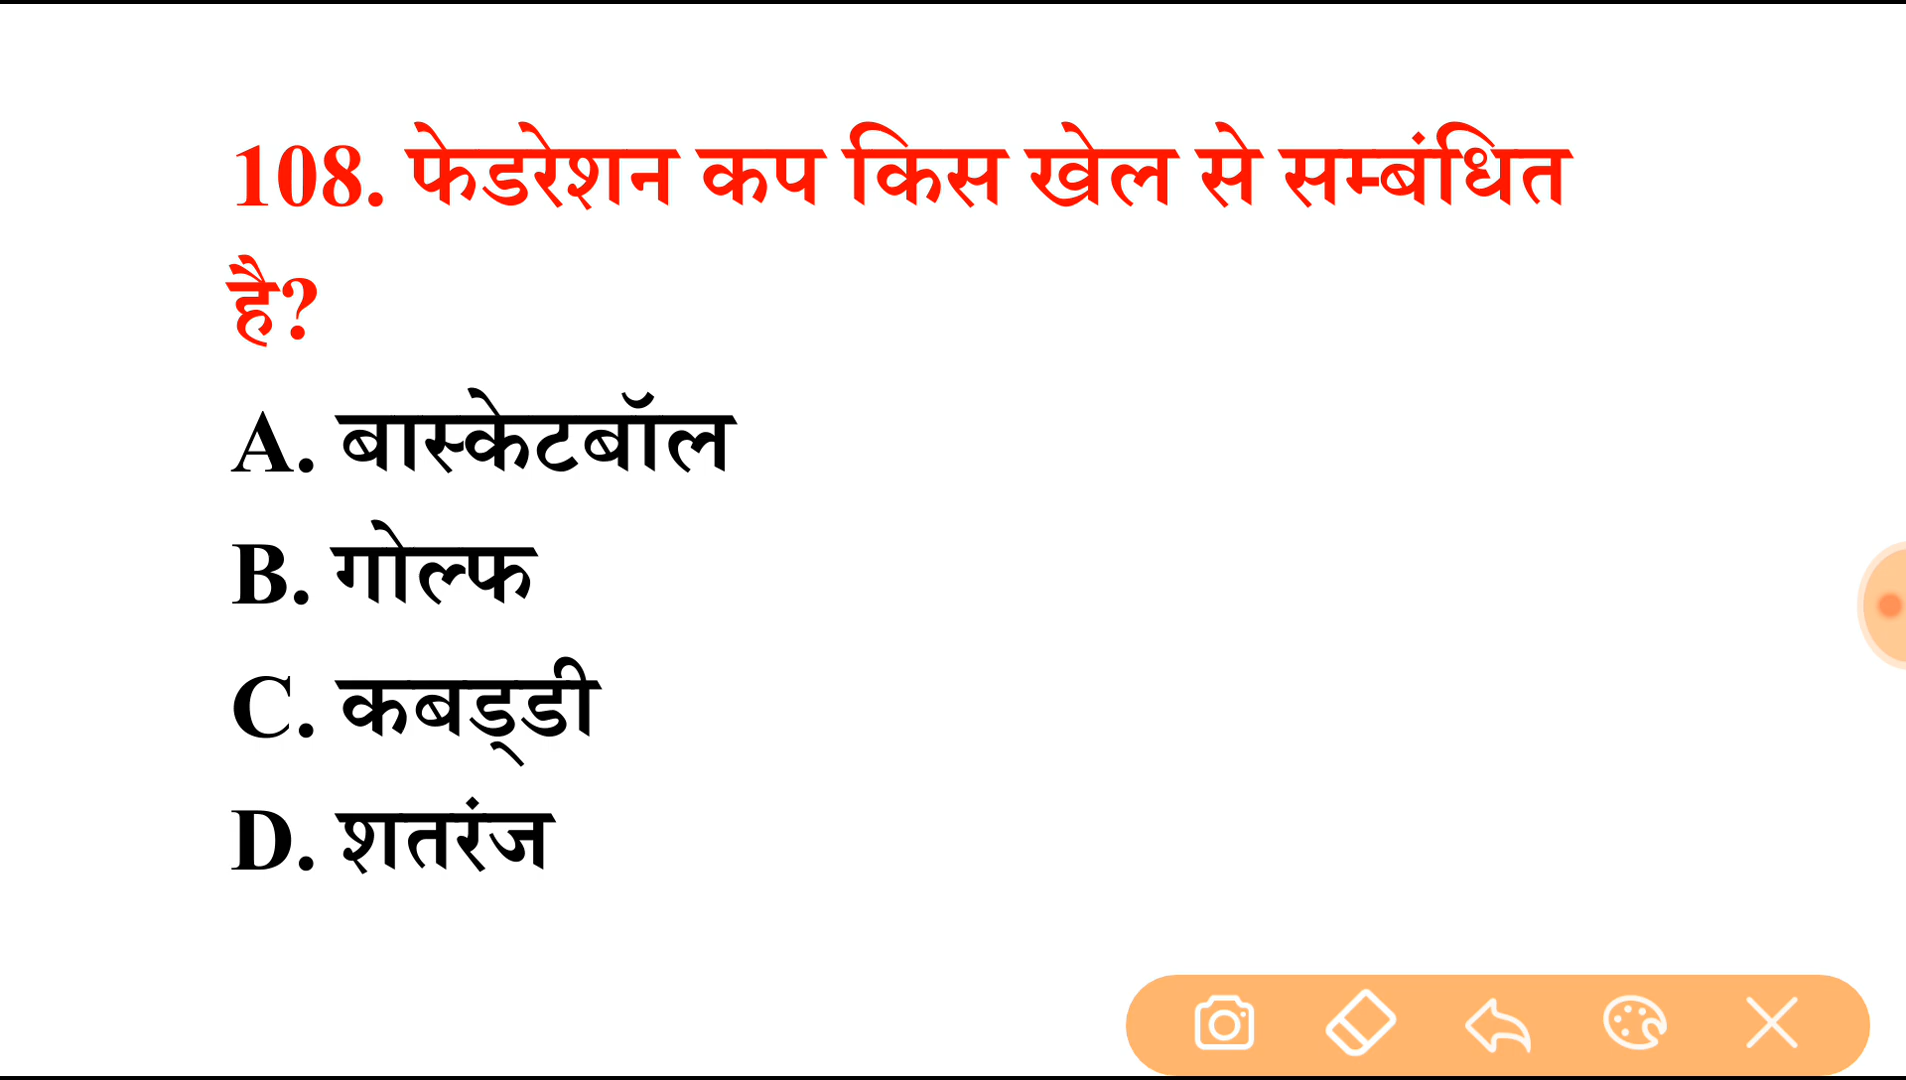 108. फेडरेशन कप किस खेल से सम्बंधित
है?
A. बास्केटबॉल
B. गोल्फ
C. कबड्‌डी
D. शतरंज